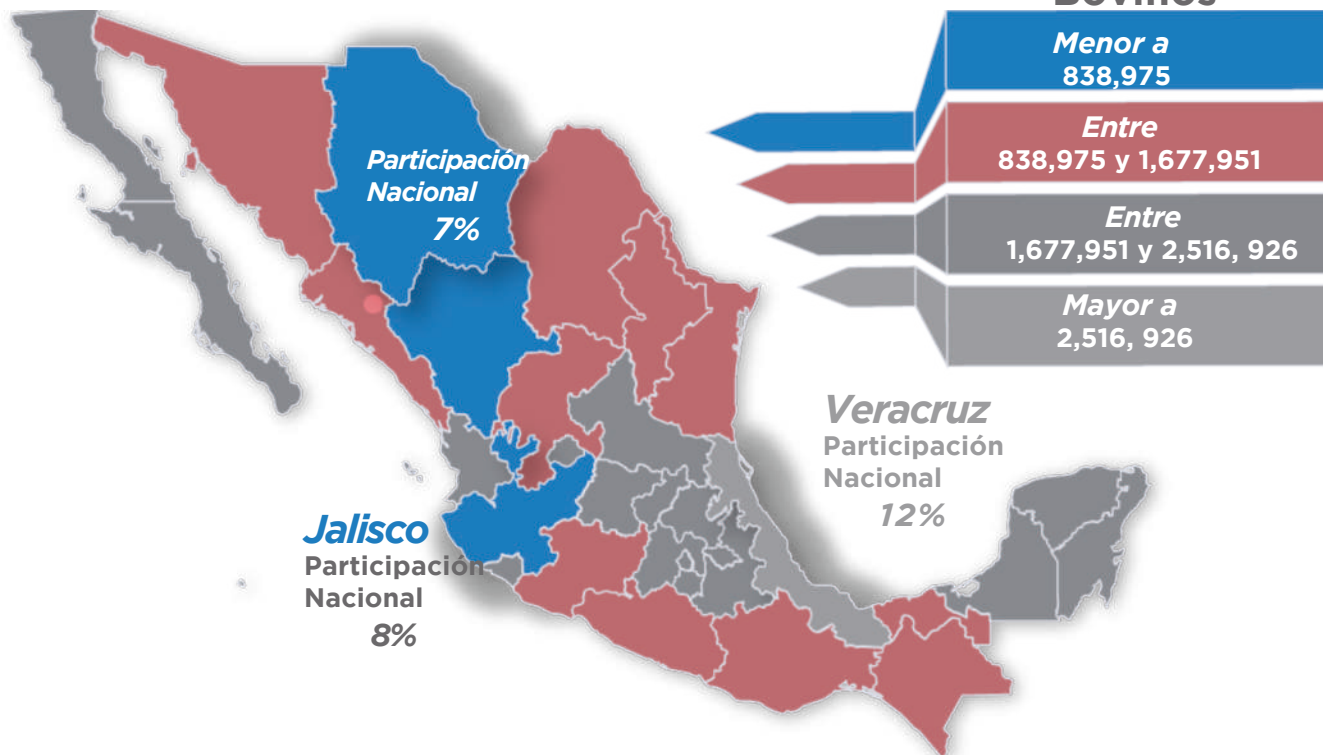 Bovinos
Menor a
838,975
Entre
838,975 y 1,677,951
Entre
1,677,951 y 2,516, 926
Mayor a
2,516, 926
Participación
Nacional
7%
Veracruz
Participación
Nacional
12%
Jalisco
Participación
Nacional
8%